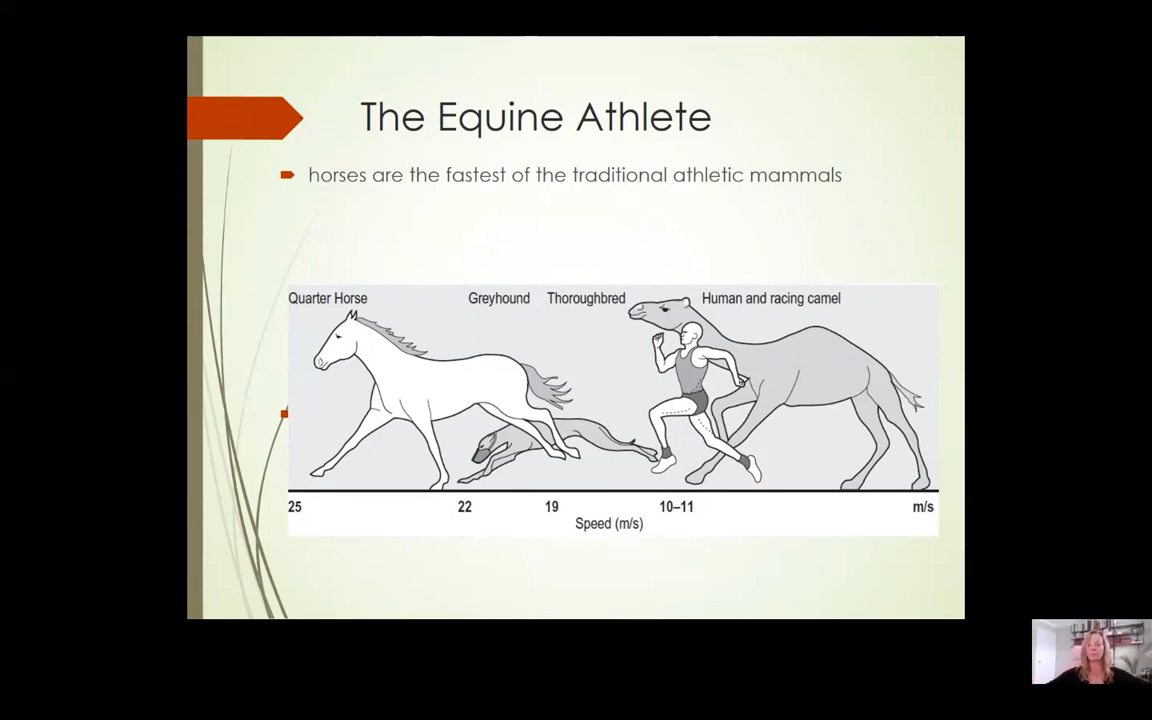 The Equine Athlete
horses are the fastest of the traditional athletic mammals
Quarter Horse Greyhound Thoroughbred Human and racing camel
25 22 19 10–11 m/s
Speed (m/s)